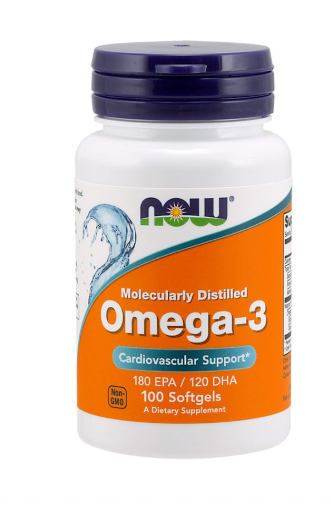 now®
Molecularly Distilled
Omega-3
Cardiovascular Support*
180 EPA / 120 DHA
Non-
GMO
100 Softgels
A Dietary Supplement